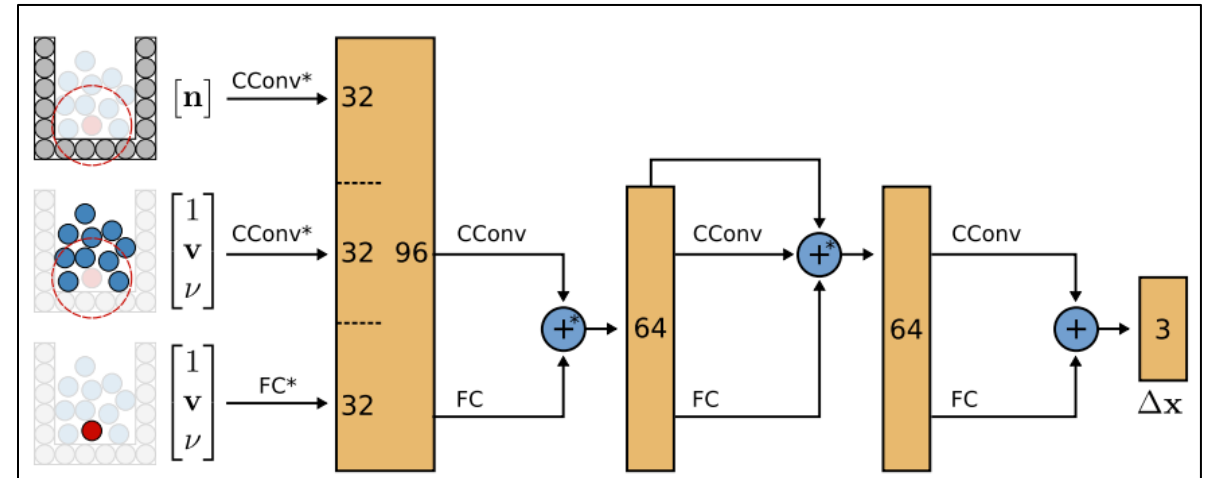 [n] CConv* 32
[1 v ν] CConv* 32 96 CConv
[1 v ν] FC* 32 FC
+*
64 CConv
FC
+*
64 CConv
FC
+
3
Δx